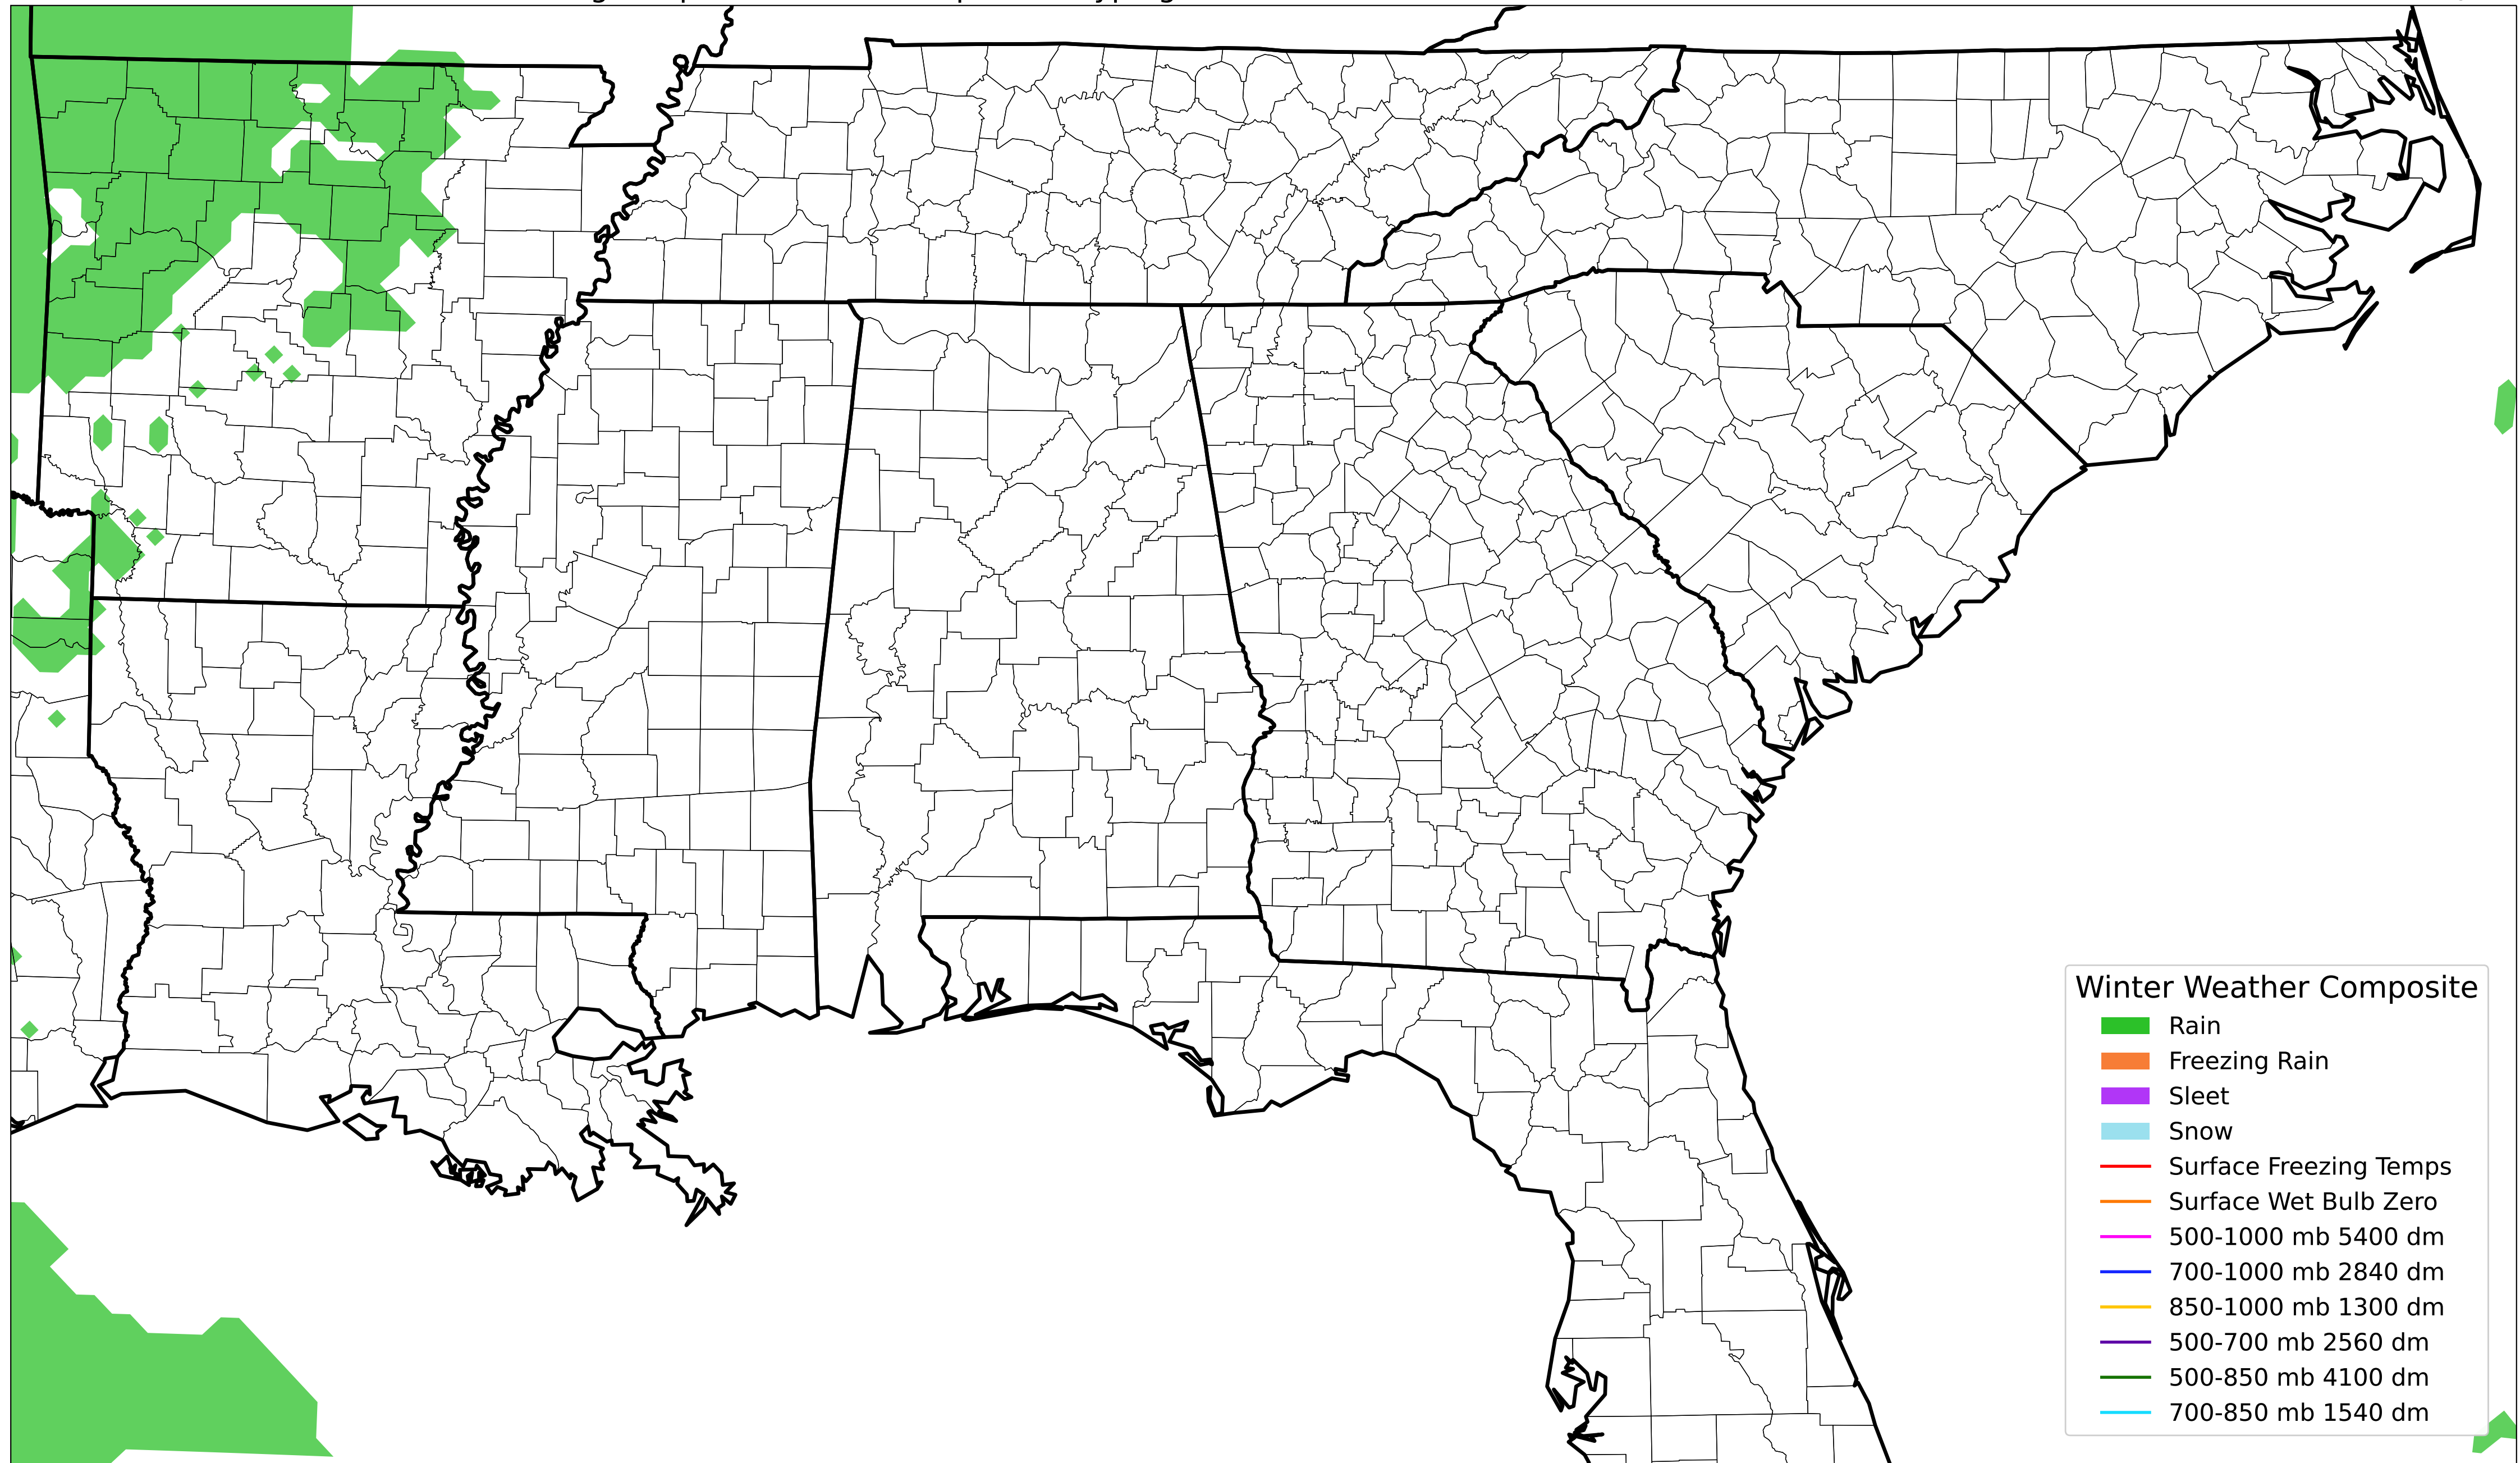 Winter Weather Composite
Rain
Freezing Rain
Sleet
Snow
Surface Freezing Temps
Surface Wet Bulb Zero
500-1000 mb 5400 dm
700-1000 mb 2840 dm
850-1000 mb 1300 dm
500-700 mb 2560 dm
500-850 mb 4100 dm
700-850 mb 1540 dm